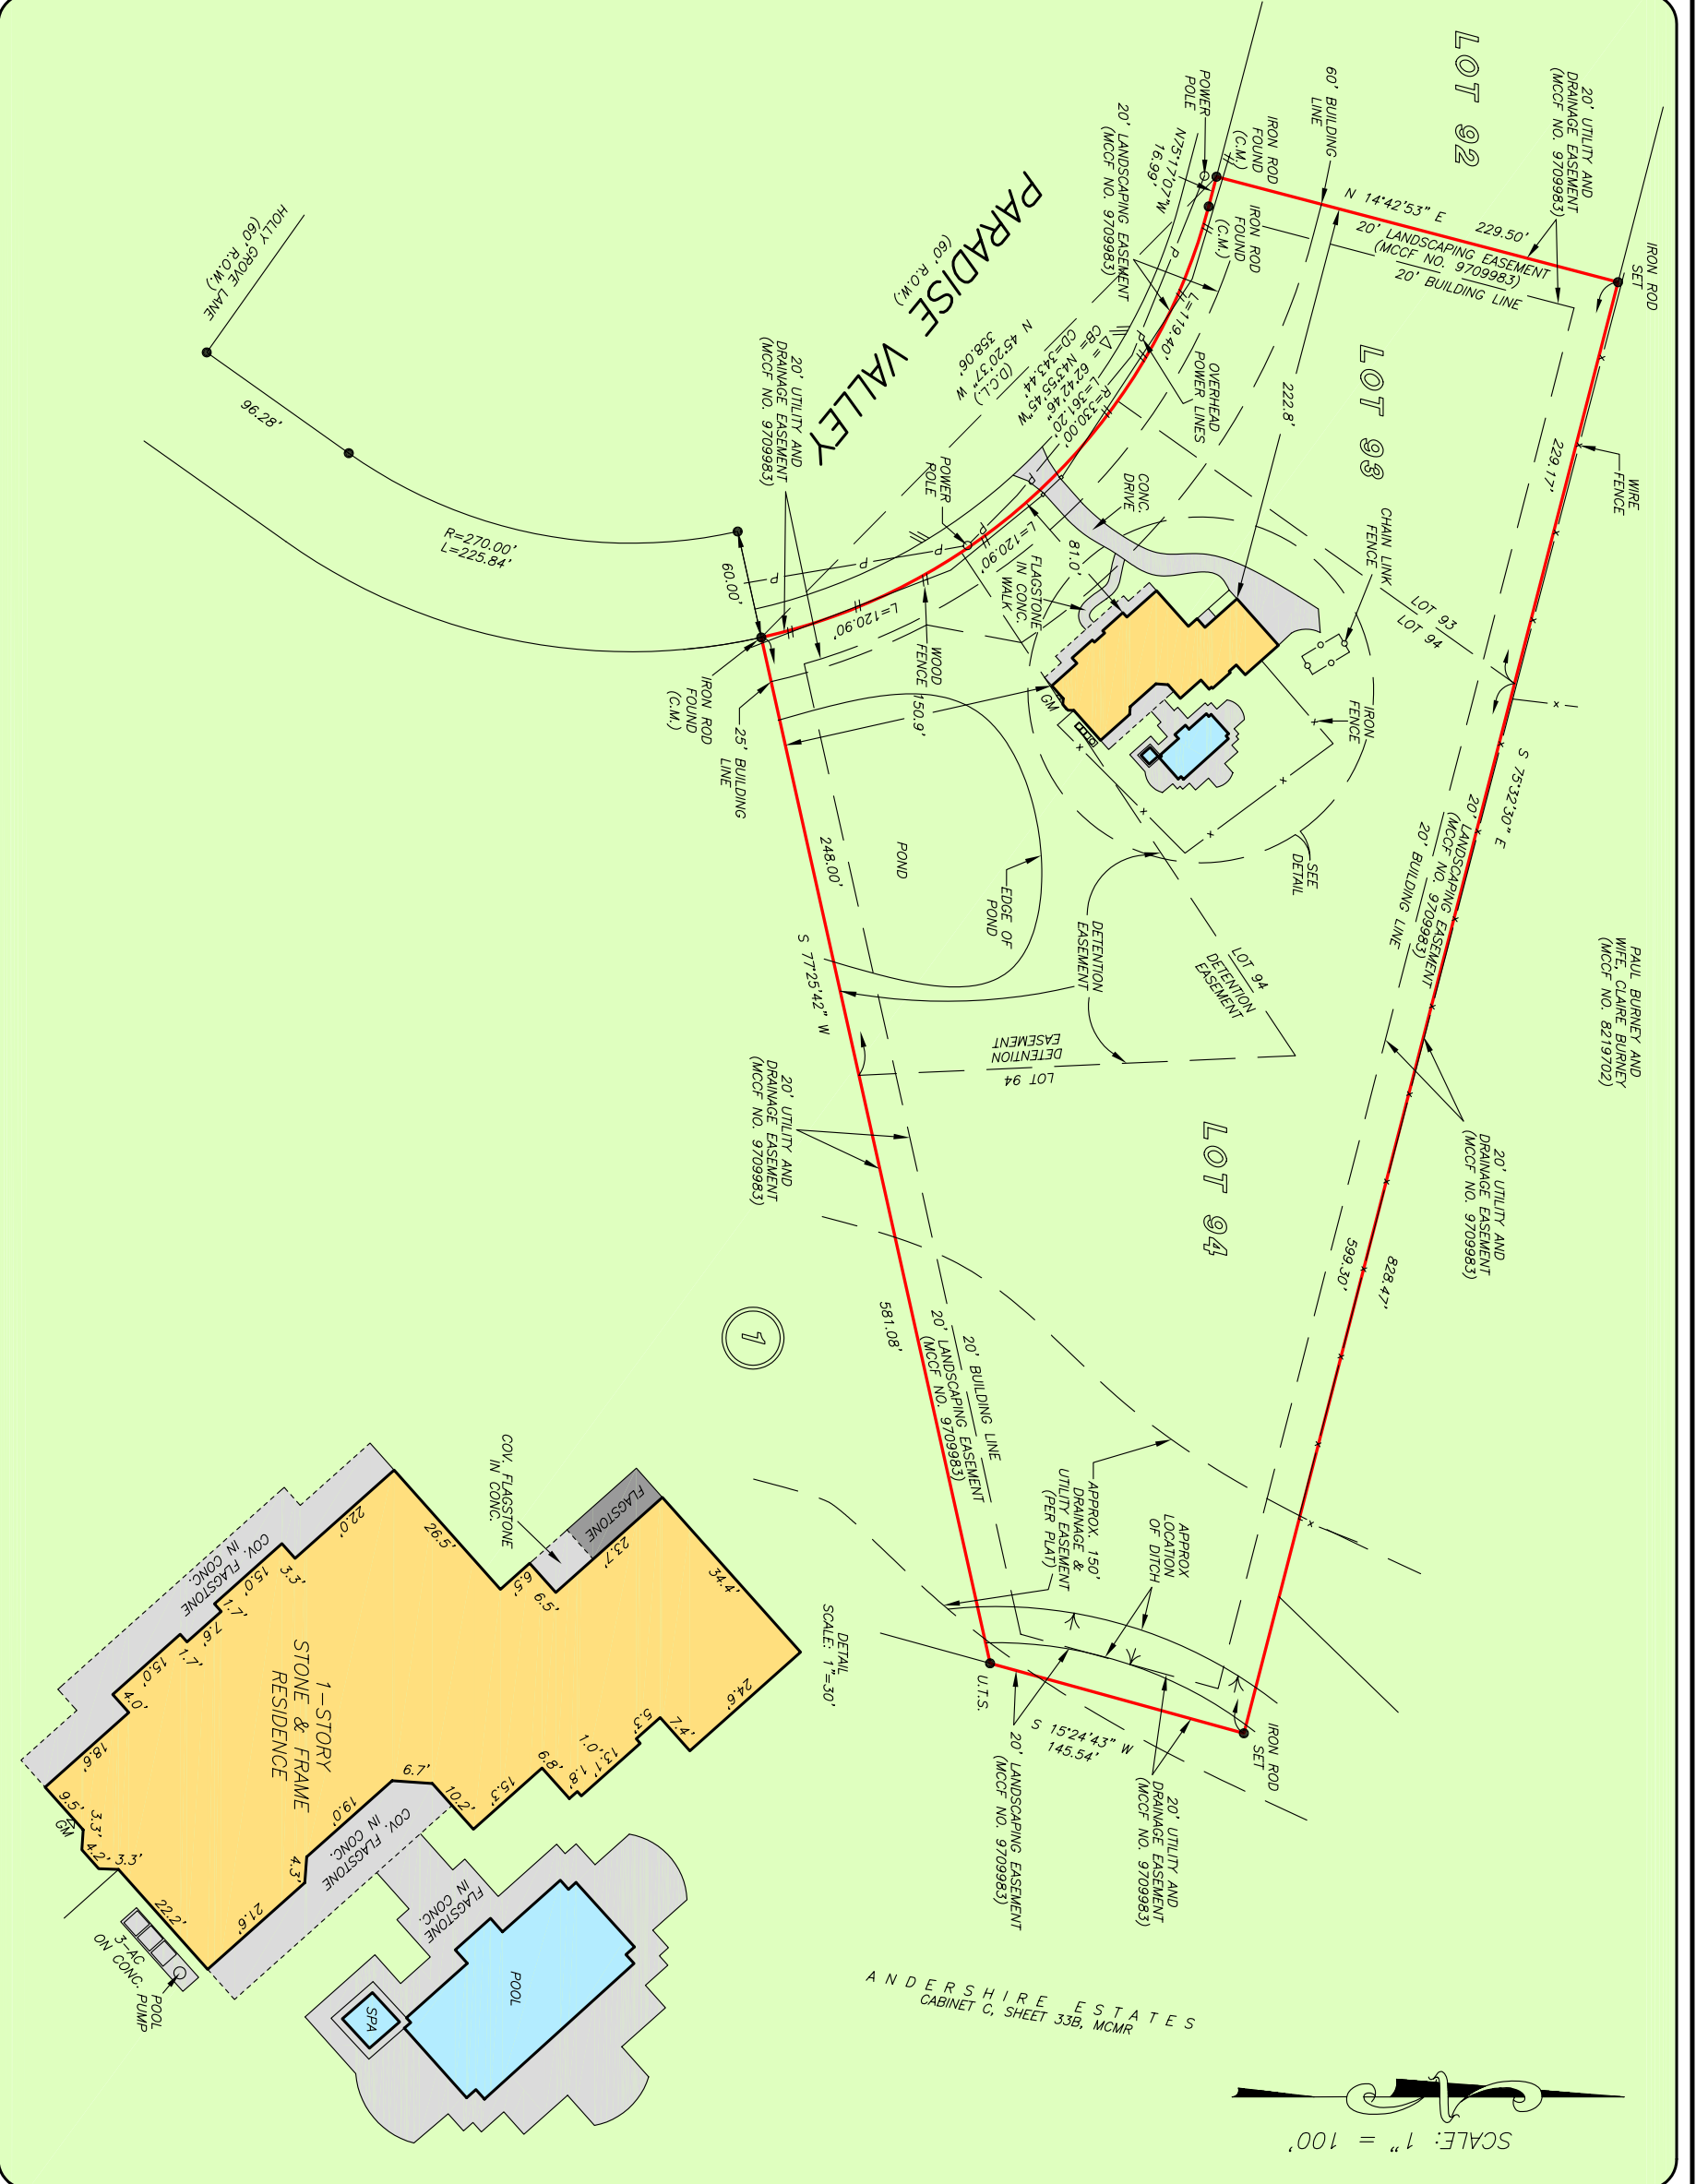 LOT 92
20' UTILITY AND
DRAINAGE EASEMENT
(MCCF NO. 9709983)
IRON ROD
SET
60' BUILDING
LINE
N 14°42'53" E
229.50'
20' LANDSCAPING EASEMENT
(MCCF NO. 9709983)
20' BUILDING LINE
IRON ROD
FOUND
(C.M.)
POWER
POLE
N75°17'07"W
16.99'
IRON ROD
FOUND
(C.M.)
20' LANDSCAPING EASEMENT
(MCCF NO. 9709983)
L=119.40'
OVERHEAD
POWER LINES
LOT 93
222.8'
229.17'
WIRE
FENCE
CHAIN LINK
FENCE
LOT 93
LOT 94
PARADISE VALLEY
(60' R.O.W.)
R=330.00'
L=361.20'
Δ = 62°42'46"
CB= N43°55'45"W
CD=343.44'
(D.C.L.)
N 45°20'37" W
358.06'
HOLLY GROVE LANE
(60' R.O.W.)
96.28'
R=270.00'
L=225.84'
60.00'
20' UTILITY AND
DRAINAGE EASEMENT
(MCCF NO. 9709983)
POWER
POLE
L=120.90'
CONC.
DRIVE
81.0'
FLAGSTONE
IN CONC.
WALK
L=120.90'
WOOD
FENCE
150.9'
GM
IRON
FENCE
IRON ROD
FOUND
(C.M.)
25' BUILDING
LINE
SEE
DETAIL
POND
EDGE OF
POND
248.00'
S 77°25'42" W
DETENTION
EASEMENT
LOT 94
DETENTION
EASEMENT
LOT 94
DETENTION
EASEMENT
S 75°32'30" E
20' LANDSCAPING EASEMENT
(MCCF NO. 9709983)
20' BUILDING LINE
PAUL BURNEY AND
WIFE, CLAIRE BURNEY
(MCCF NO. 8219702)
20' UTILITY AND
DRAINAGE EASEMENT
(MCCF NO. 9709983)
LOT 94
828.47'
599.30'
20' UTILITY AND
DRAINAGE EASEMENT
(MCCF NO. 9709983)
581.08'
20' BUILDING LINE
20' LANDSCAPING EASEMENT
(MCCF NO. 9709983)
1
APPROX. 150'
DRAINAGE &
UTILITY EASEMENT
(PER PLAT)
APPROX
LOCATION
OF DITCH
U.T.S.
S 15°24'43" W
145.54'
IRON ROD
SET
20' LANDSCAPING EASEMENT
(MCCF NO. 9709983)
20' UTILITY AND
DRAINAGE EASEMENT
(MCCF NO. 9709983)
DETAIL
SCALE: 1"=30'
COV. FLAGSTONE
IN CONC.
FLAGSTONE
COV. FLAGSTONE
IN CONC.
22.0'
26.5'
6.5'
6.5'
23.7'
34.4'
24.6'
7.4'
5.3'
1.0'
13.1'
1.8'
6.8'
15.3'
10.2'
6.7'
19.0'
4.3'
21.6'
22.2'
3.3'
4.2'
3.3'
9.5'
GM
18.6'
4.0'
15.0'
1.7'
7.6'
1.7'
15.0'
3.3'
1-STORY
STONE & FRAME
RESIDENCE
COV. FLAGSTONE
IN CONC.
FLAGSTONE
IN CONC.
3-AC
ON CONC.
POOL
PUMP
POOL
SPA
ANDERSHIRE ESTATES
CABINET C, SHEET 33B, MCMR
SCALE: 1" = 100'